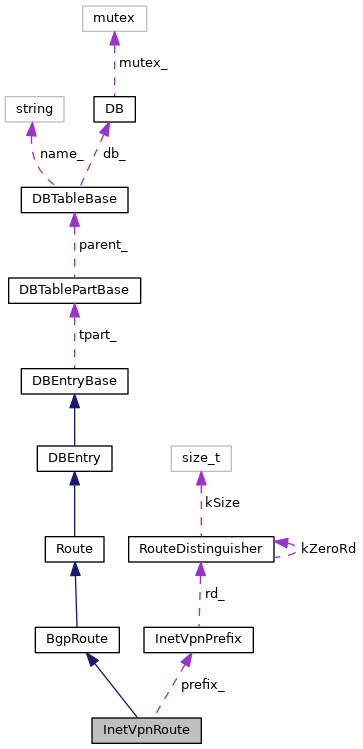 mutex
mutex_
string
DB
name_
db_
DBTableBase
parent_
DBTablePartBase
tpart_
DBEntryBase
DBEntry
size_t
kSize
Route
RouteDistinguisher
kZeroRd
rd_
BgpRoute
InetVpnPrefix
prefix_
InetVpnRoute